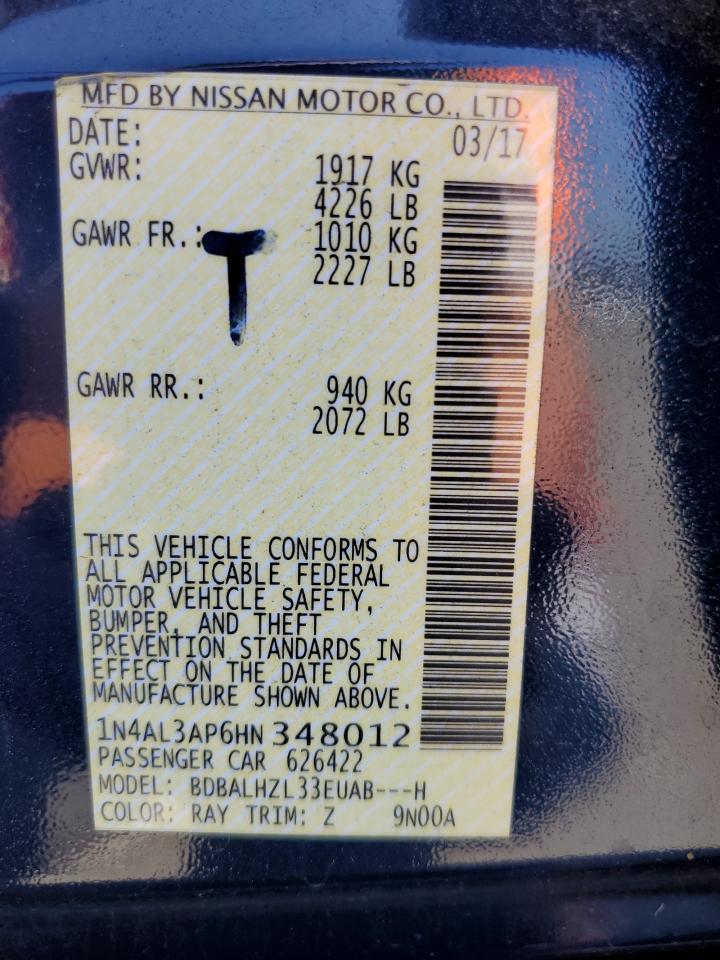 MFD BY NISSAN MOTOR CO., LTD.
DATE: 03/17
GVWR: 1917 KG
4226 LB
GAWR FR.: 1010 KG
2227 LB
T
GAWR RR.: 940 KG
2072 LB
THIS VEHICLE CONFORMS TO
ALL APPLICABLE FEDERAL
MOTOR VEHICLE SAFETY,
BUMPER, AND THEFT
PREVENTION STANDARDS IN
EFFECT ON THE DATE OF
MANUFACTURE SHOWN ABOVE.
1N4AL3AP6HN348012
PASSENGER CAR 626422
MODEL: BDBALHZL33EUAB---H
COLOR: RAY TRIM: Z 9N00A